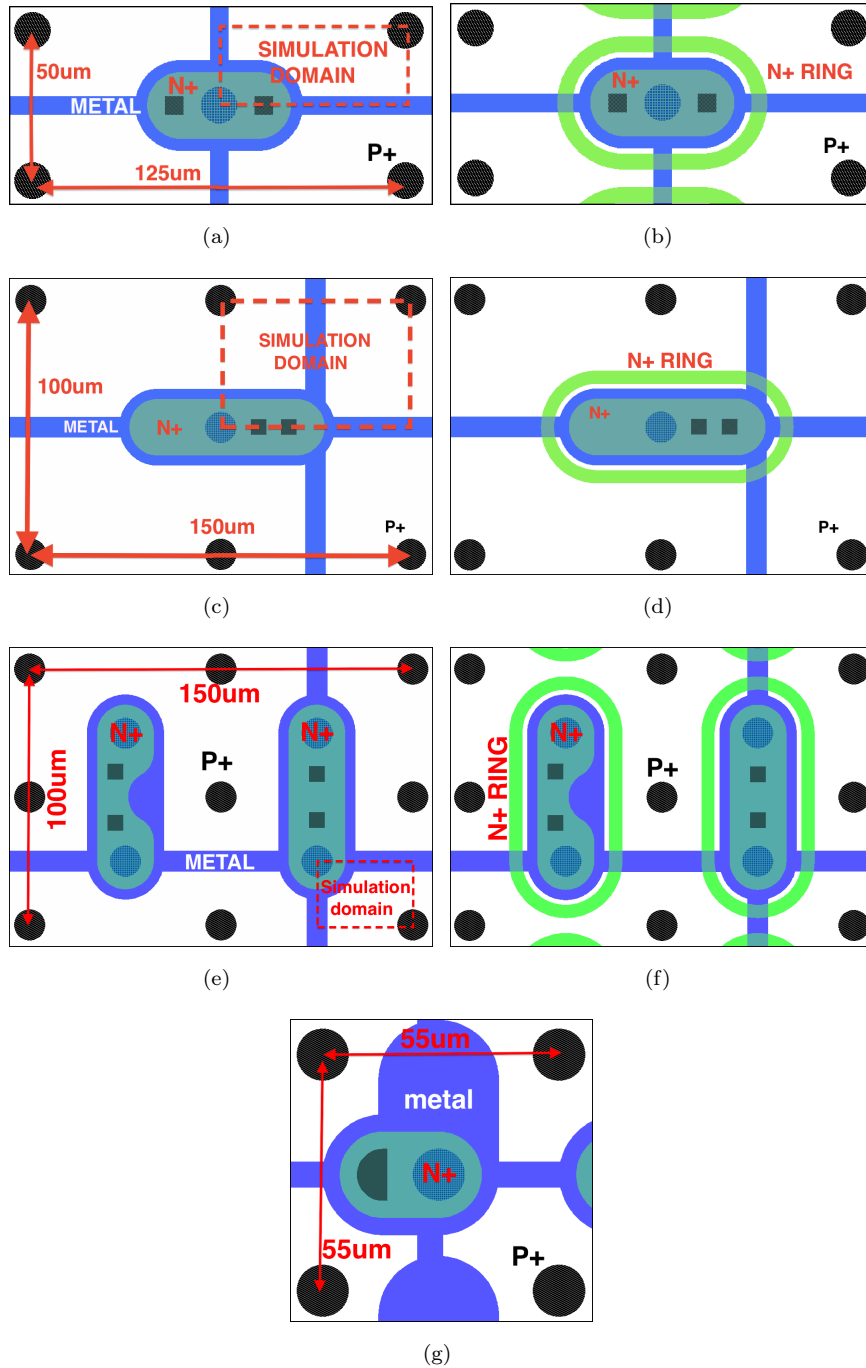 SIMULATION
DOMAIN
50um
N+
METAL
P+
125um
(a)
N+
N+ RING
P+
(b)
SIMULATION
DOMAIN
100um
METAL
N+
150um
P+
(c)
N+ RING
N+
P+
(d)
150um
N+
N+
P+
100um
METAL
Simulation
domain
(e)
N+
P+
N+ RING
(f)
55um
metal
N+
55um
P+
(g)